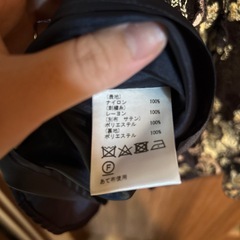 (表地)
ナイロン 100%
(刺繍糸)
レーヨン 100%
(別布 サテン)
ポリエステル 100%
(裏地)
ポリエステル 100%
F
あて布使用